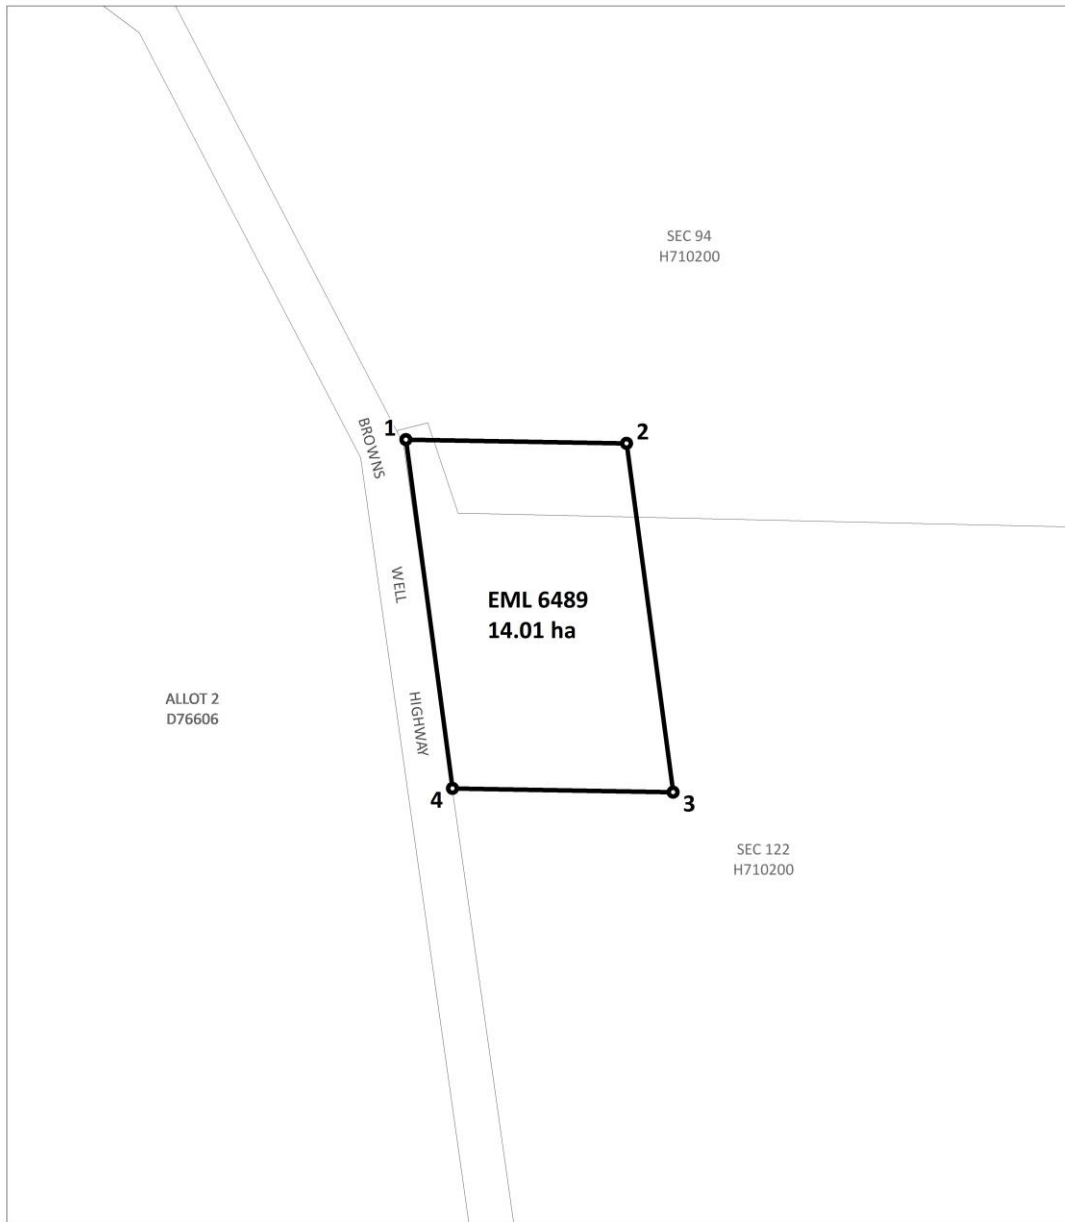 SEC 94
H710200
1
2
BROWNS
WELL
HIGHWAY
EML 6489
14.01 ha
ALLOT 2
D76606
4
3
SEC 122
H710200